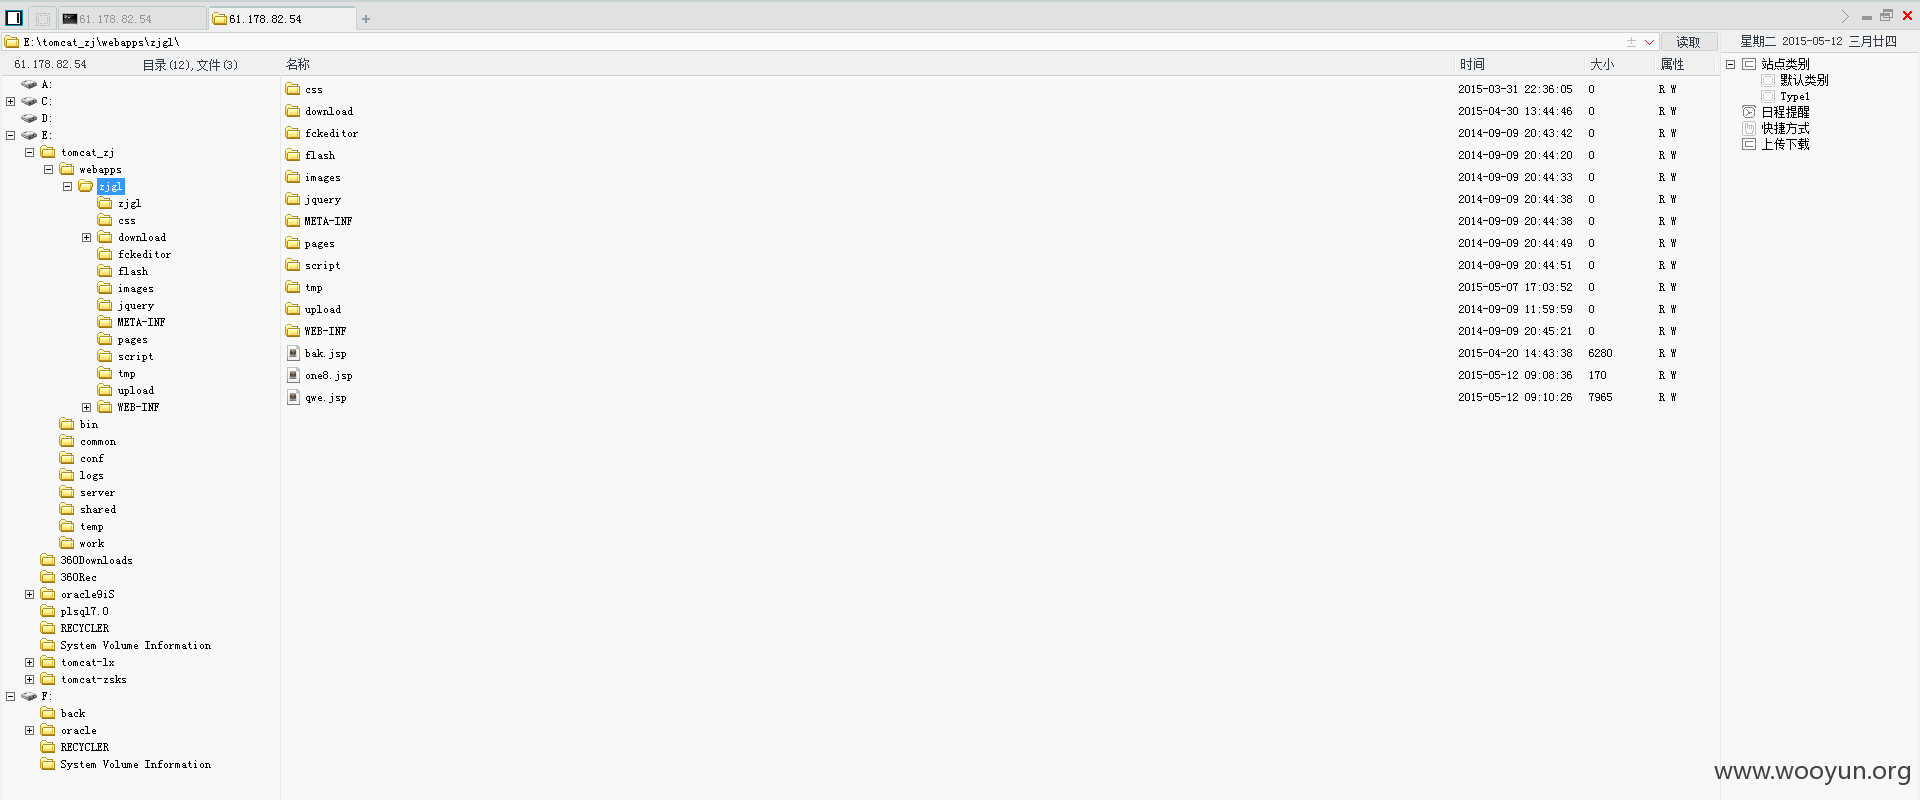 61.178.82.54
61.178.82.54
E:\tomcat_zj\webapps\zjgl\
读取
星期二 2015-05-12 三月廿四
61.178.82.54
目录(12),文件(3)
名称
时间
大小
属性
A:
C:
D:
E:
tomcat_zj
webapps
zjgl
zjgl
css
download
fckeditor
flash
images
jquery
META-INF
pages
script
tmp
upload
WEB-INF
bin
common
conf
logs
server
shared
temp
work
360Downloads
360Rec
oracle9iS
plsql7.0
RECYCLER
System Volume Information
tomcat-lx
tomcat-zsks
F:
back
oracle
RECYCLER
System Volume Information
css 2015-03-31 22:36:05 0 R W
download 2015-04-30 13:44:46 0 R W
fckeditor 2014-09-09 20:43:42 0 R W
flash 2014-09-09 20:44:20 0 R W
images 2014-09-09 20:44:33 0 R W
jquery 2014-09-09 20:44:38 0 R W
META-INF 2014-09-09 20:44:38 0 R W
pages 2014-09-09 20:44:49 0 R W
script 2014-09-09 20:44:51 0 R W
tmp 2015-05-07 17:03:52 0 R W
upload 2014-09-09 11:59:59 0 R W
WEB-INF 2014-09-09 20:45:21 0 R W
bak.jsp 2015-04-20 14:43:38 6280 R W
one8.jsp 2015-05-12 09:08:36 170 R W
qwe.jsp 2015-05-12 09:10:26 7965 R W
站点类别
默认类别
Type1
日程提醒
快捷方式
上传下载
www.wooyun.org